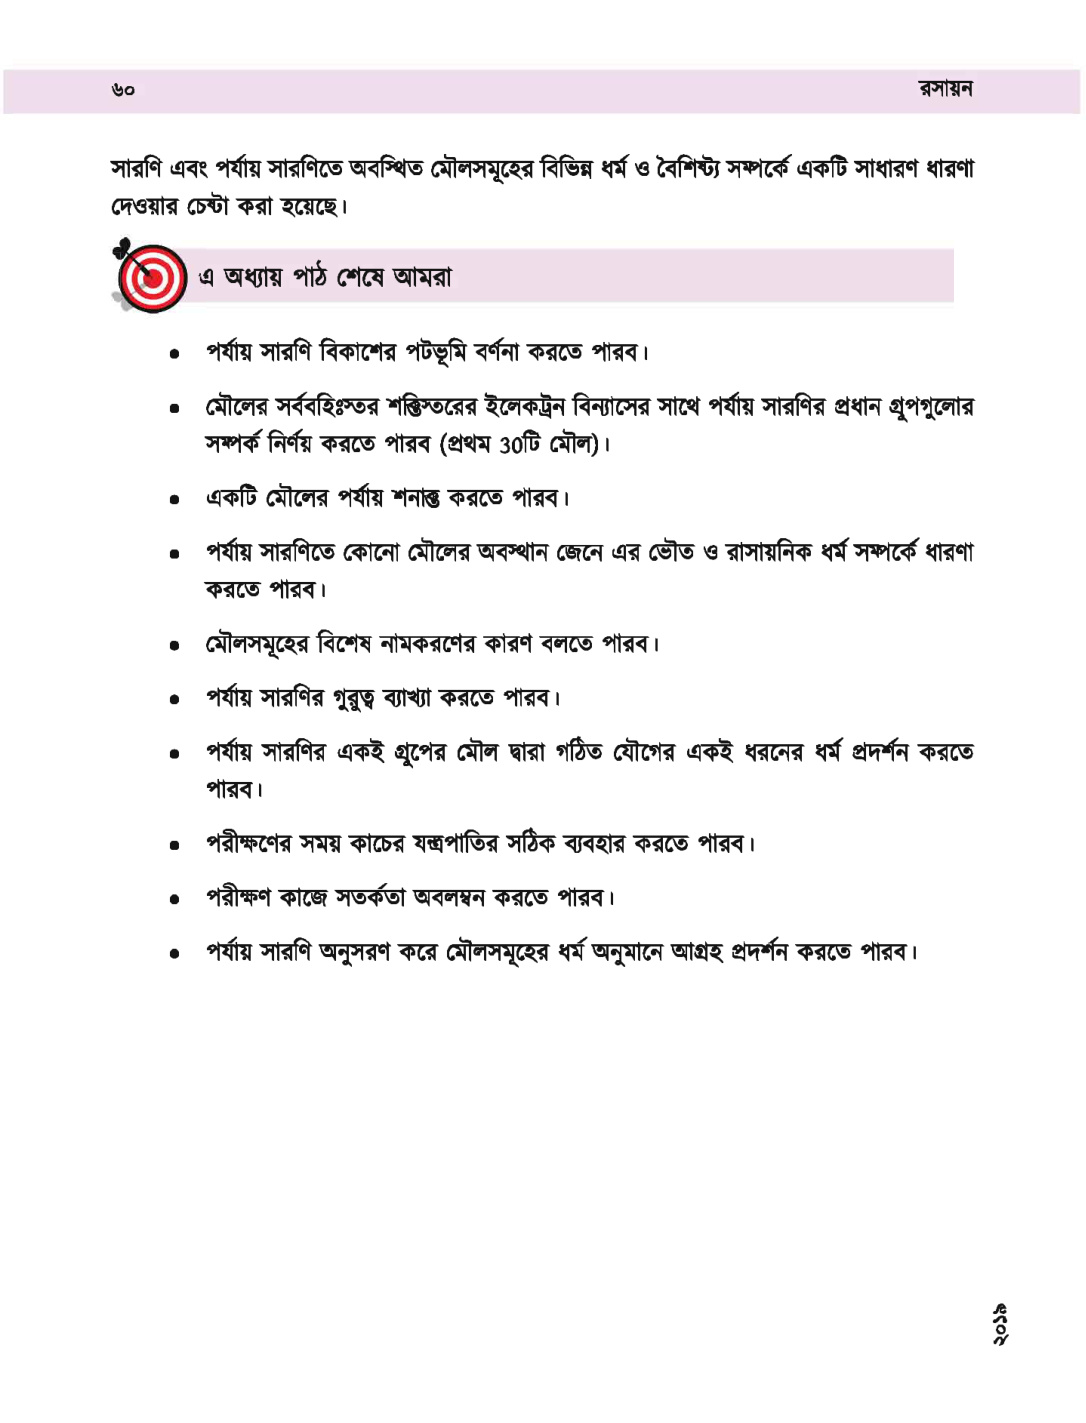 ৬০ রসায়ন
সারণি এবং পর্যায় সারণিতে অবস্থিত মৌলসমূহের বিভিন্ন ধর্ম ও বৈশিষ্ট্য সম্পর্কে একটি সাধারণ ধারণা
দেওয়ার চেষ্টা করা হয়েছে।
এ অধ্যায় পাঠ শেষে আমরা
● পর্যায় সারণি বিকাশের পটভূমি বর্ণনা করতে পারব।
● মৌলের সর্ববহিঃস্তর শক্তিস্তরের ইলেকট্রন বিন্যাসের সাথে পর্যায় সারণির প্রধান গ্রুপগুলোর
সম্পর্ক নির্ণয় করতে পারব (প্রথম 30টি মৌল)।
● একটি মৌলের পর্যায় শনাক্ত করতে পারব।
● পর্যায় সারণিতে কোনো মৌলের অবস্থান জেনে এর ভৌত ও রাসায়নিক ধর্ম সম্পর্কে ধারণা
করতে পারব।
● মৌলসমূহের বিশেষ নামকরণের কারণ বলতে পারব।
● পর্যায় সারণির গুরুত্ব ব্যাখ্যা করতে পারব।
● পর্যায় সারণির একই গ্রুপের মৌল দ্বারা গঠিত যৌগের একই ধরনের ধর্ম প্রদর্শন করতে
পারব।
● পরীক্ষণের সময় কাচের যন্ত্রপাতির সঠিক ব্যবহার করতে পারব।
● পরীক্ষণ কাজে সতর্কতা অবলম্বন করতে পারব।
● পর্যায় সারণি অনুসরণ করে মৌলসমূহের ধর্ম অনুমানে আগ্রহ প্রদর্শন করতে পারব।
২০১৯